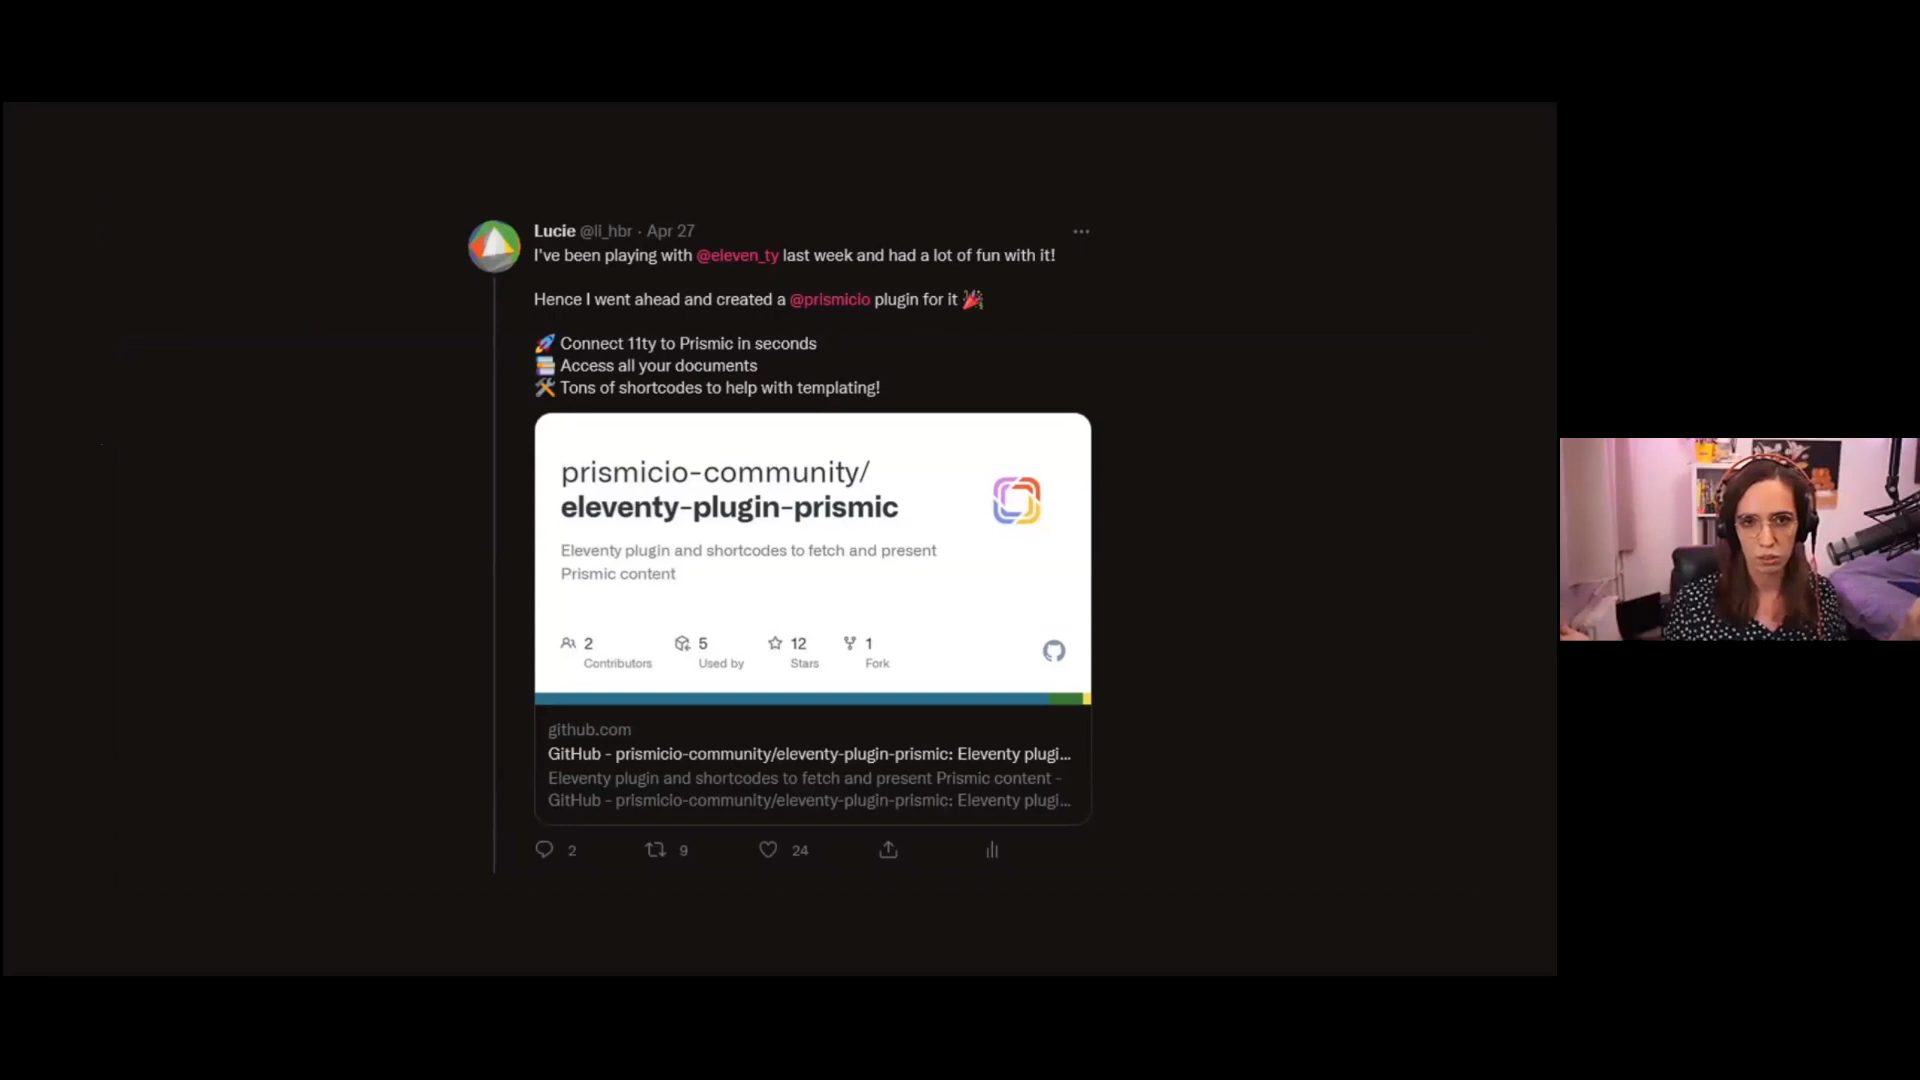 Lucie @li_hbr · Apr 27
I've been playing with @eleven_ty last week and had a lot of fun with it!
Hence I went ahead and created a @prismicio plugin for it 🎉
🚀 Connect 11ty to Prismic in seconds
📚 Access all your documents
🛠 Tons of shortcodes to help with templating!
prismicio-community/
eleventy-plugin-prismic
Eleventy plugin and shortcodes to fetch and present
Prismic content
2 5 12 1
Contributors Used by Stars Fork
github.com
GitHub - prismicio-community/eleventy-plugin-prismic: Eleventy plugi...
Eleventy plugin and shortcodes to fetch and present Prismic content -
GitHub - prismicio-community/eleventy-plugin-prismic: Eleventy plugi...
2 9 24